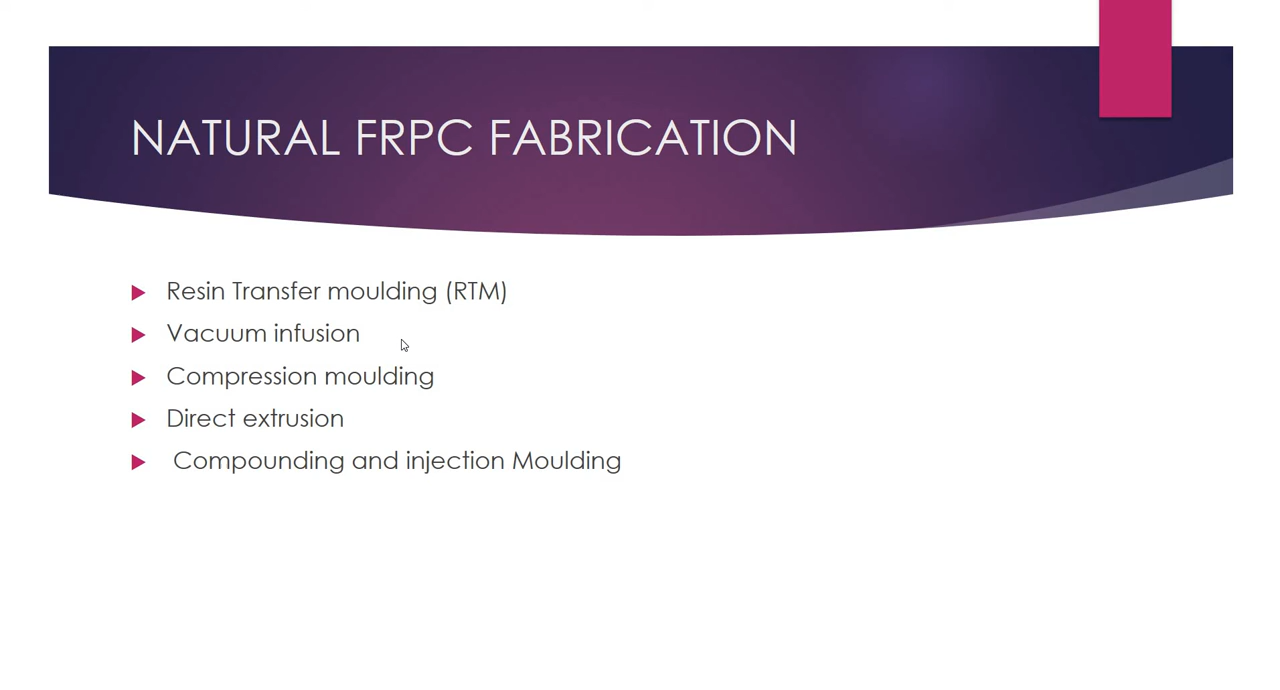 NATURAL FRPC FABRICATION
Resin Transfer moulding (RTM)
Vacuum infusion
Compression moulding
Direct extrusion
Compounding and injection Moulding